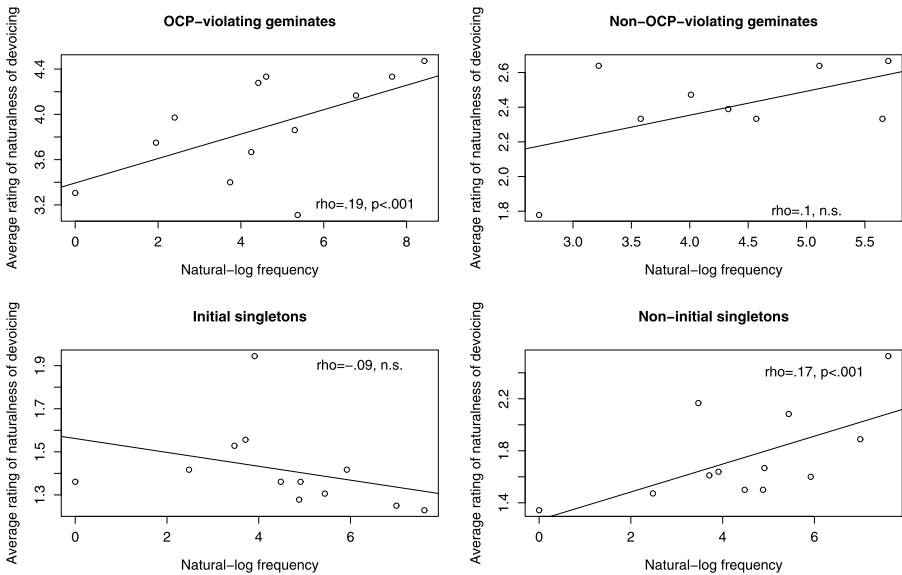 OCP−violating geminates
Average rating of naturalness of devoicing
4.4
4.0
3.6
3.2
rho=.19, p<.001
0 2 4 6 8
Natural−log frequency
Non−OCP−violating geminates
Average rating of naturalness of devoicing
2.6
2.4
2.2
2.0
1.8
rho=.1, n.s.
3.0 3.5 4.0 4.5 5.0 5.5
Natural−log frequency
Initial singletons
Average rating of naturalness of devoicing
1.9
1.7
1.5
1.3
rho=−.09, n.s.
0 2 4 6
Natural−log frequency
Non−initial singletons
Average rating of naturalness of devoicing
2.2
1.8
1.4
rho=.17, p<.001
0 2 4 6
Natural−log frequency